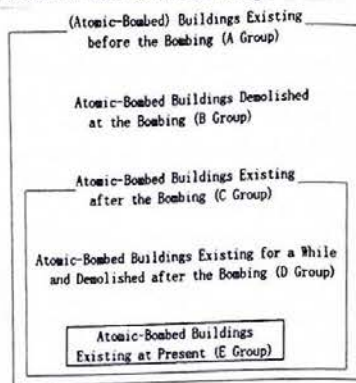 (Atomic-Bombed) Buildings Existing
before the Bombing (A Group)
Atomic-Bombed Buildings Demolished
at the Bombing (B Group)
Atomic-Bombed Buildings Existing
after the Bombing (C Group)
Atomic-Bombed Buildings Existing for a While
and Demolished after the Bombing (D Group)
Atomic-Bombed Buildings
Existing at Present (E Group)